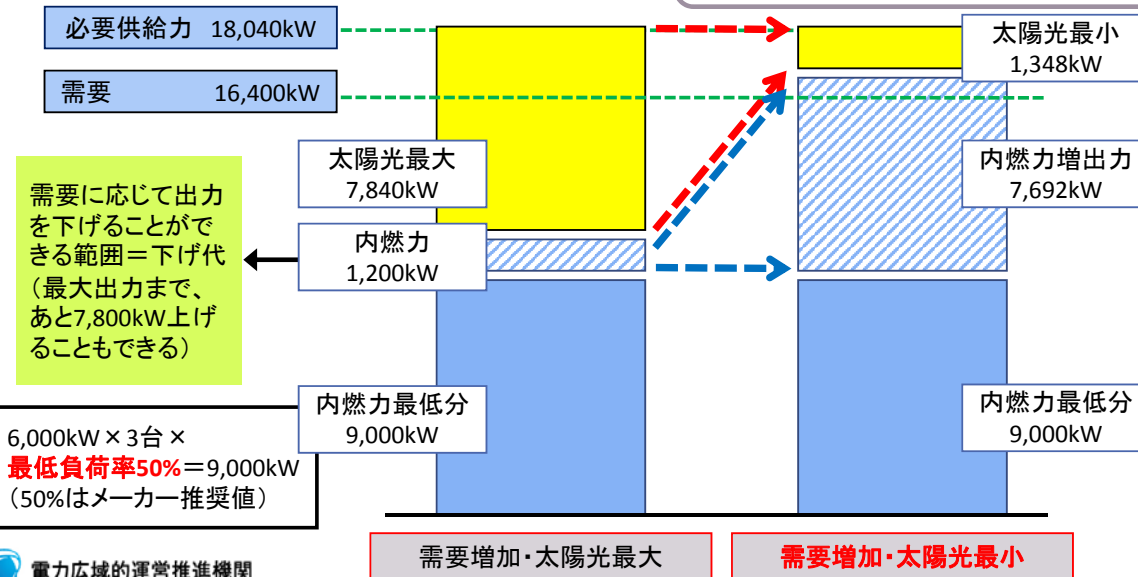 必要供給力 18,040kW
需要 16,400kW
太陽光最大
7,840kW
内燃力
1,200kW
内燃力最低分
9,000kW
太陽光最小
1,348kW
内燃力増出力
7,692kW
内燃力最低分
9,000kW
需要に応じて出力
を下げることがで
きる範囲=下げ代
(最大出力まで、
あと7,800kW上げ
ることもできる)
6,000kW×3台×
最低負荷率50%=9,000kW
(50%はメーカー推奨値)
需要増加・太陽光最大
需要増加・太陽光最小
電力広域的運営推進機関